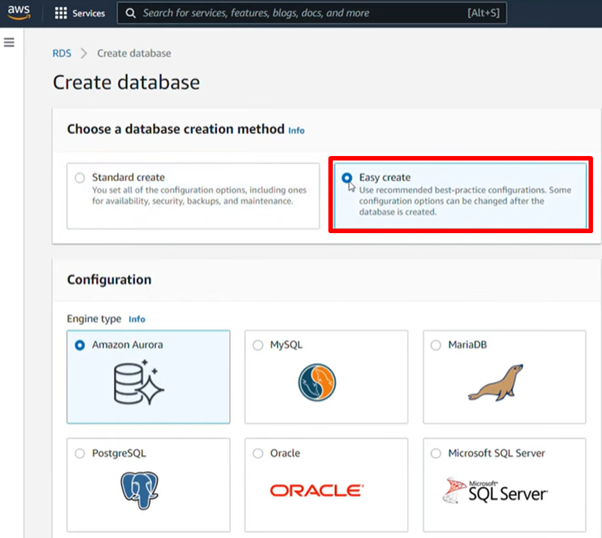 aws
Services
Search for services, features, blogs, docs, and more
[Alt+S]
RDS > Create database
Create database
Choose a database creation method Info
Standard create
You set all of the configuration options, including ones
for availability, security, backups, and maintenance.
Easy create
Use recommended best-practice configurations. Some
configuration options can be changed after the
database is created.
Configuration
Engine type Info
Amazon Aurora
MySQL
MariaDB
PostgreSQL
Oracle
ORACLE
Microsoft SQL Server
Microsoft
SQL Server